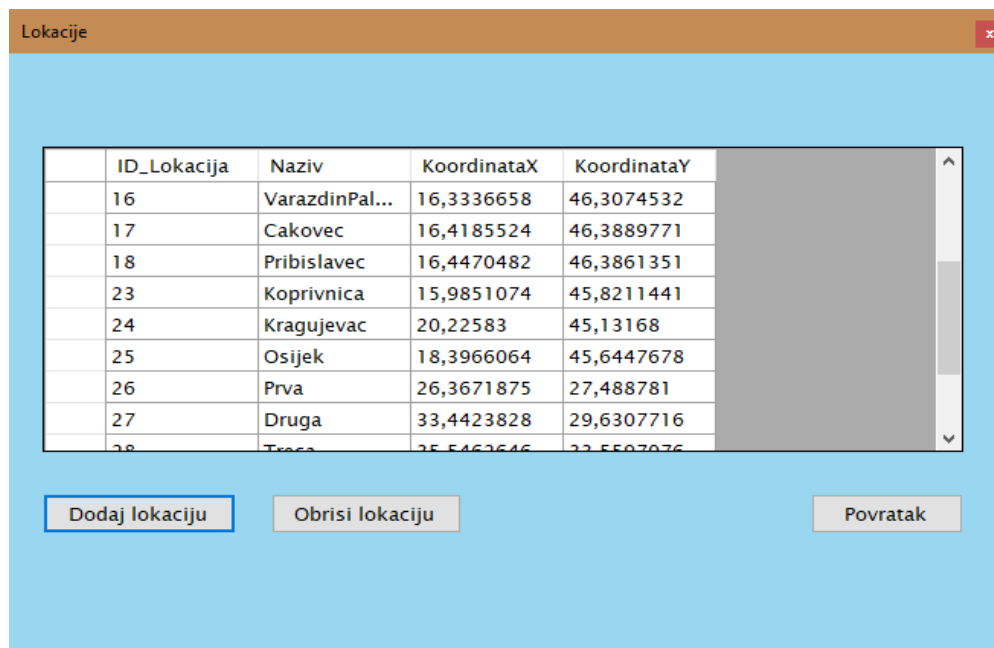 Lokacije
x
ID_Lokacija Naziv KoordinataX KoordinataY
16 VarazdinPal... 16,3336658 46,3074532
17 Cakovec 16,4185524 46,3889771
18 Pribislavec 16,4470482 46,3861351
23 Koprivnica 15,9851074 45,8211441
24 Kragujevac 20,22583 45,13168
25 Osijek 18,3966064 45,6447678
26 Prva 26,3671875 27,488781
27 Druga 33,4423828 29,6307716
Dodaj lokaciju Obrisi lokaciju Povratak